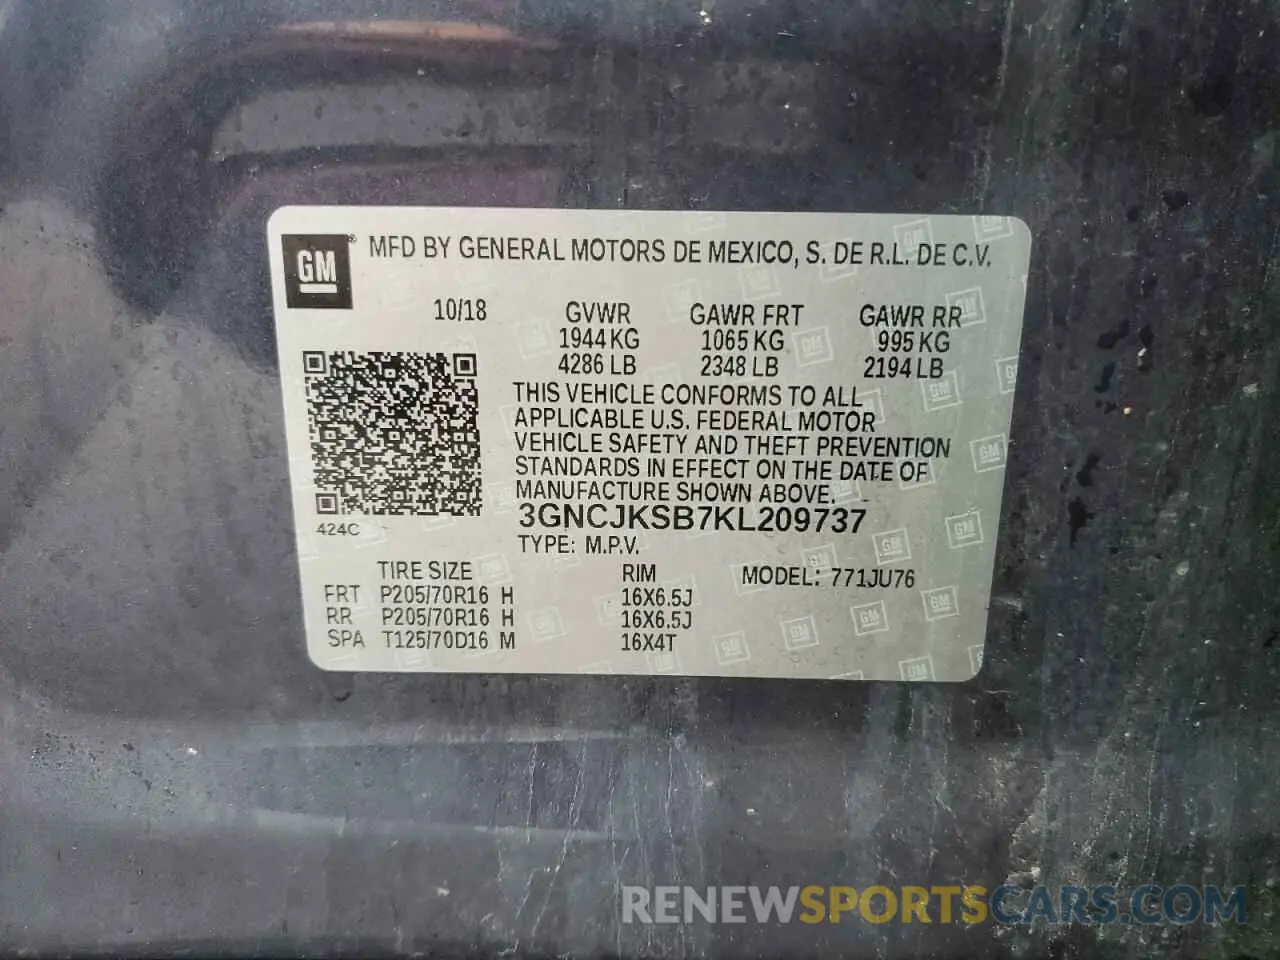 GM ® MFD BY GENERAL MOTORS DE MEXICO, S. DE R.L. DE C.V.
10/18 GVWR GAWR FRT GAWR RR
1944 KG 1065 KG 995 KG
4286 LB 2348 LB 2194 LB
THIS VEHICLE CONFORMS TO ALL
APPLICABLE U.S. FEDERAL MOTOR
VEHICLE SAFETY AND THEFT PREVENTION
STANDARDS IN EFFECT ON THE DATE OF
MANUFACTURE SHOWN ABOVE.
3GNCJKSB7KL209737
424C
TYPE: M.P.V.
TIRE SIZE RIM MODEL: 771JU76
FRT P205/70R16 H 16X6.5J
RR P205/70R16 H 16X6.5J
SPA T125/70D16 M 16X4T
RENEWSPORTSCARS.COM